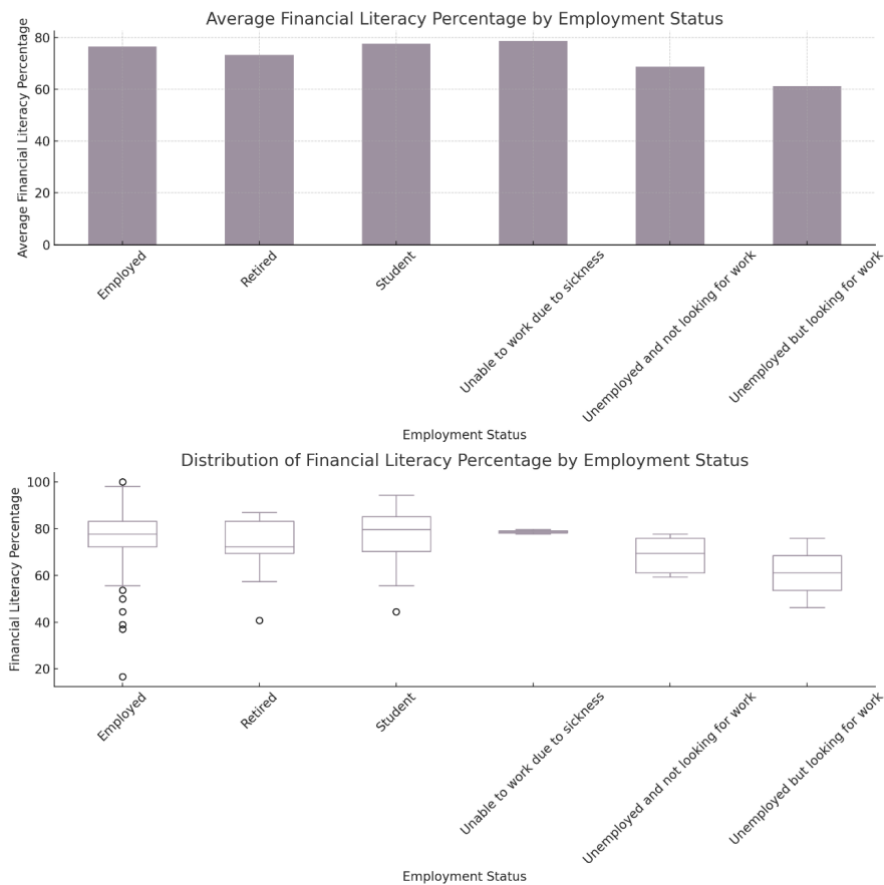 Average Financial Literacy Percentage by Employment Status
Average Financial Literacy Percentage
80
60
40
20
0
Employed
Retired
Student
Unable to work due to sickness
Unemployed and not looking for work
Unemployed but looking for work
Employment Status
Distribution of Financial Literacy Percentage by Employment Status
Financial Literacy Percentage
100
80
60
40
20
Employed
Retired
Student
Unable to work due to sickness
Unemployed and not looking for work
Unemployed but looking for work
Employment Status